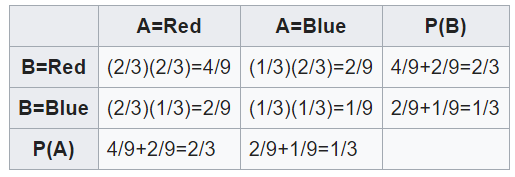 A=Red A=Blue P(B)
B=Red (2/3)(2/3)=4/9 (1/3)(2/3)=2/9 4/9+2/9=2/3
B=Blue (2/3)(1/3)=2/9 (1/3)(1/3)=1/9 2/9+1/9=1/3
P(A) 4/9+2/9=2/3 2/9+1/9=1/3